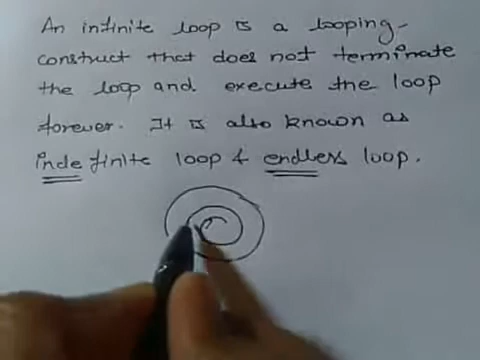 An infinite loop is a looping-
construct that does not terminate
the loop and execute the loop
forever. It is also known as
indefinite loop & endless loop.